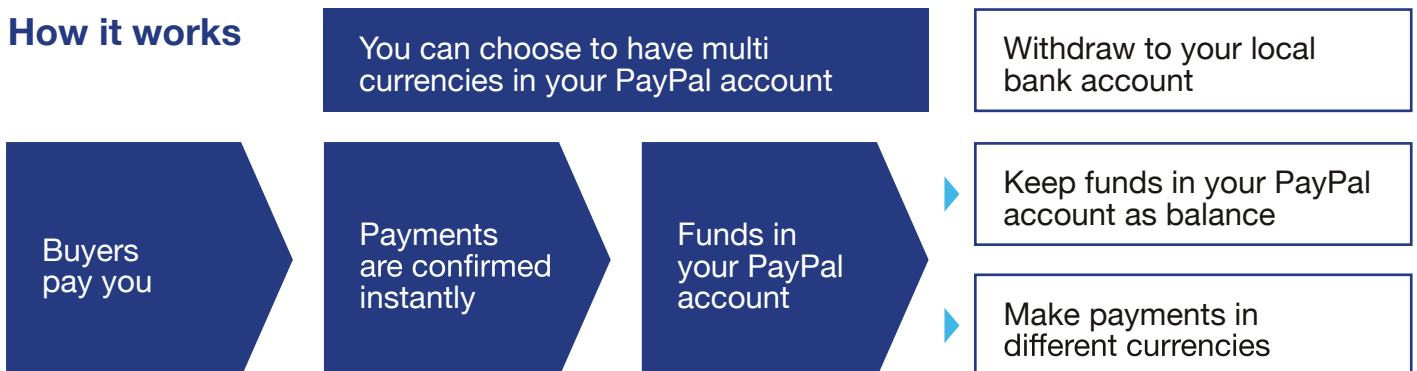 How it works
You can choose to have multi
currencies in your PayPal account
Withdraw to your local
bank account
Buyers
pay you
Payments
are confirmed
instantly
Funds in
your PayPal
account
Keep funds in your PayPal
account as balance
Make payments in
different currencies